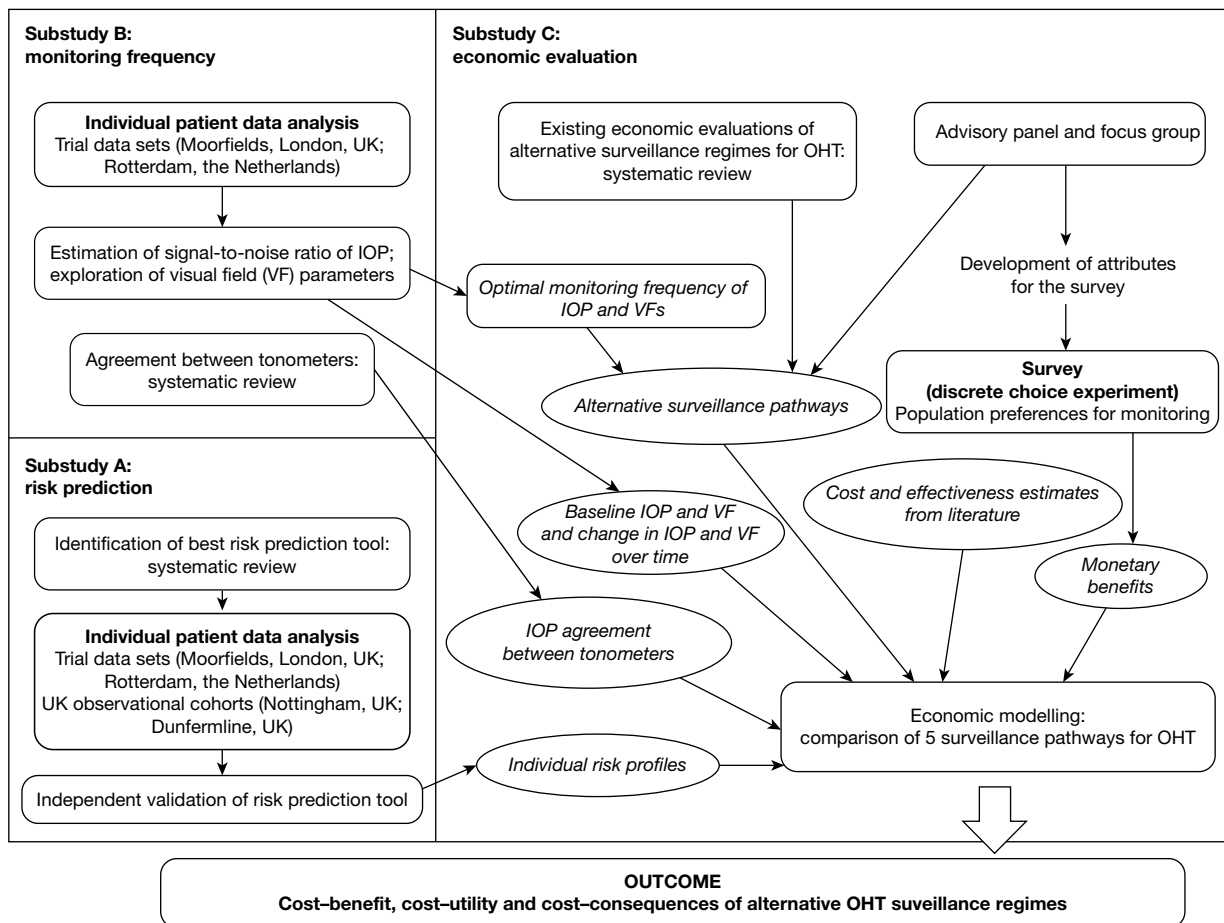 Substudy B:
monitoring frequency
Individual patient data analysis
Trial data sets (Moorfields, London, UK;
Rotterdam, the Netherlands)
Estimation of signal-to-noise ratio of IOP;
exploration of visual field (VF) parameters
Agreement between tonometers:
systematic review
Substudy A:
risk prediction
Identification of best risk prediction tool:
systematic review
Individual patient data analysis
Trial data sets (Moorfields, London, UK;
Rotterdam, the Netherlands)
UK observational cohorts (Nottingham, UK;
Dunfermline, UK)
Independent validation of risk prediction tool
Substudy C:
economic evaluation
Existing economic evaluations of
alternative surveillance regimes for OHT:
systematic review
Advisory panel and focus group
Optimal monitoring frequency of
IOP and VFs
Development of attributes
for the survey
Alternative surveillance pathways
Survey
(discrete choice experiment)
Population preferences for monitoring
Baseline IOP and VF
and change in IOP and VF
over time
Cost and effectiveness estimates
from literature
Monetary
benefits
IOP agreement
between tonometers
Individual risk profiles
Economic modelling:
comparison of 5 surveillance pathways for OHT
OUTCOME
Cost–benefit, cost–utility and cost–consequences of alternative OHT suveillance regimes